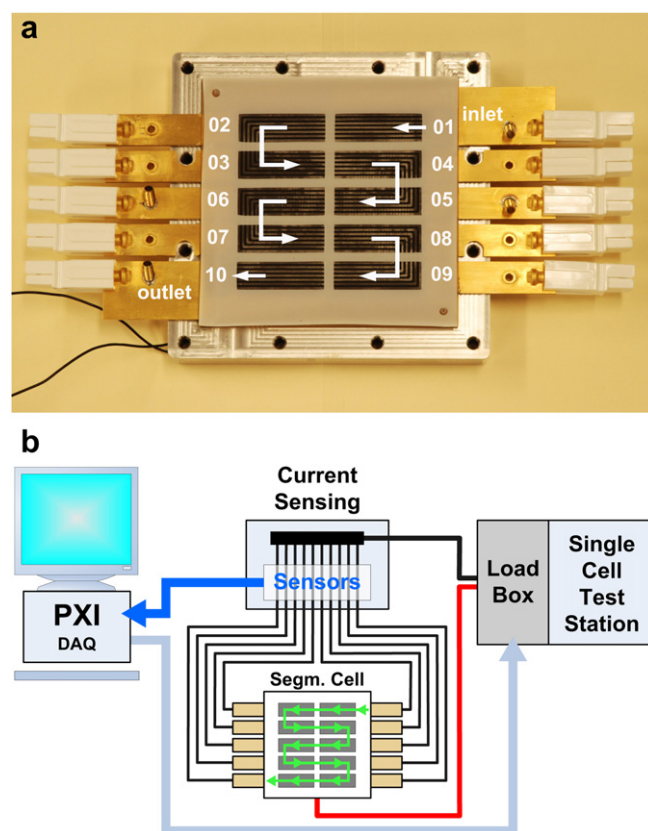 a
inlet
02 01
03 04
06 05
07 08
10 09
outlet
b
Current
Sensing
Sensors
PXI
DAQ
Load
Box
Single
Cell
Test
Station
Segm. Cell